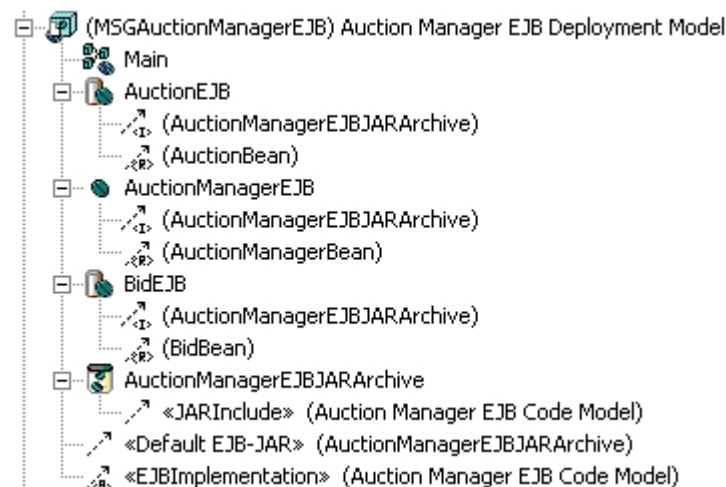 (MSGAuctionManagerEJB) Auction Manager EJB Deployment Model
Main
AuctionEJB
(AuctionManagerEJBJARArchive)
(AuctionBean)
AuctionManagerEJB
(AuctionManagerEJBJARArchive)
(AuctionManagerBean)
BidEJB
(AuctionManagerEJBJARArchive)
(BidBean)
AuctionManagerEJBJARArchive
«JARInclude» (Auction Manager EJB Code Model)
«Default EJB-JAR» (AuctionManagerEJBJARArchive)
«EJBImplementation» (Auction Manager EJB Code Model)